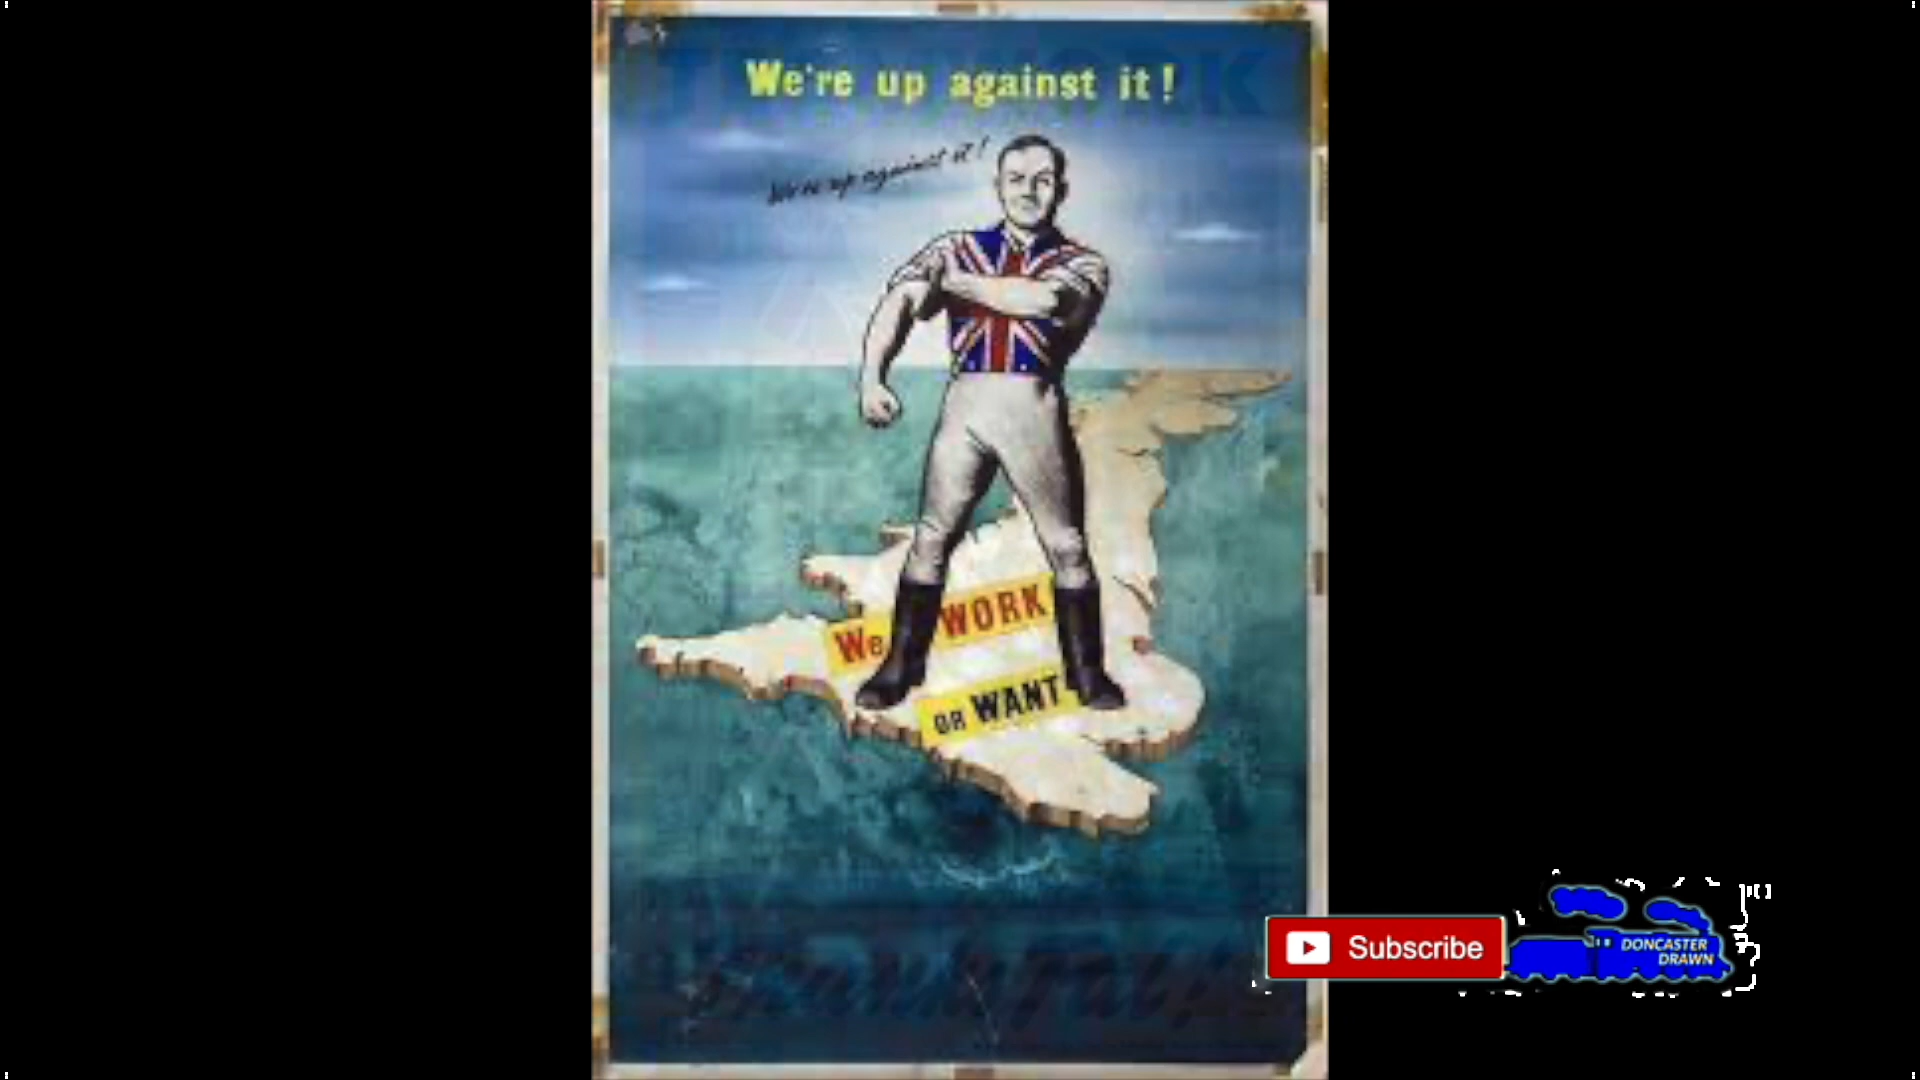 We're up against it!
We're up against it!
We WORK
OR WANT
Subscribe
DONCASTER
DRAWN